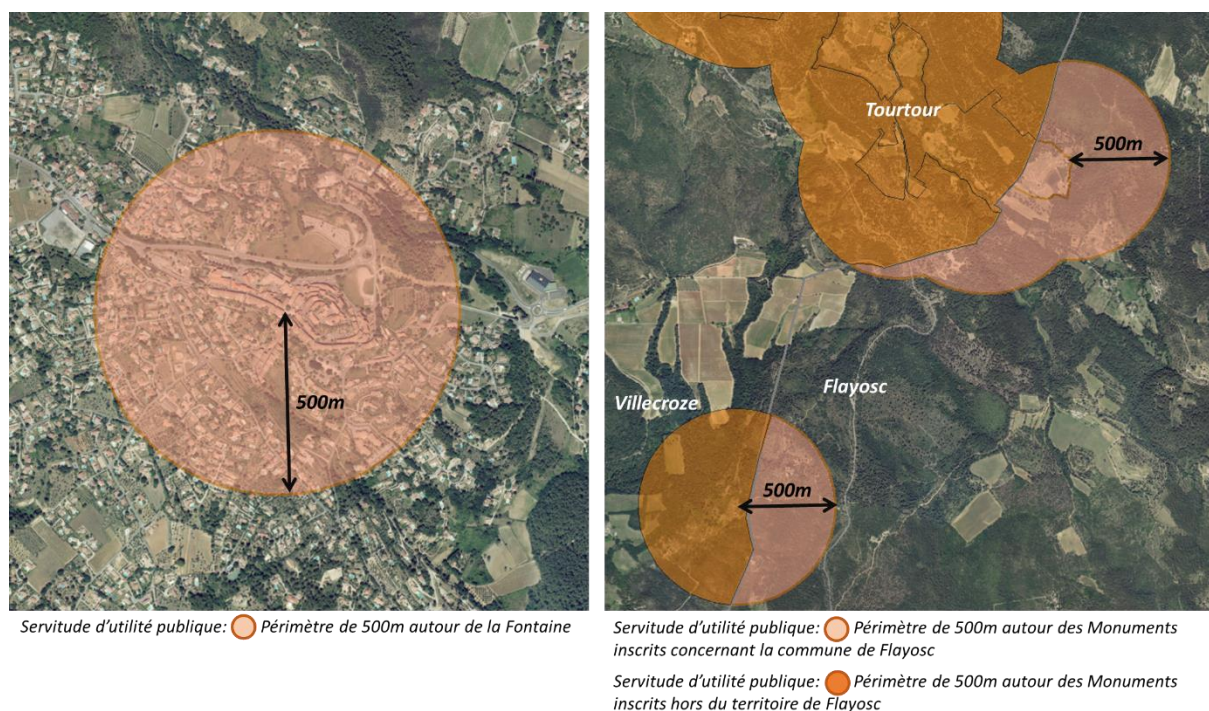 500m
Servitude d'utilité publique: Périmètre de 500m autour de la Fontaine
Tourtour
500m
Flayosc
Villecroze
500m
Servitude d'utilité publique: Périmètre de 500m autour des Monuments
inscrits concernant la commune de Flayosc
Servitude d'utilité publique: Périmètre de 500m autour des Monuments
inscrits hors du territoire de Flayosc